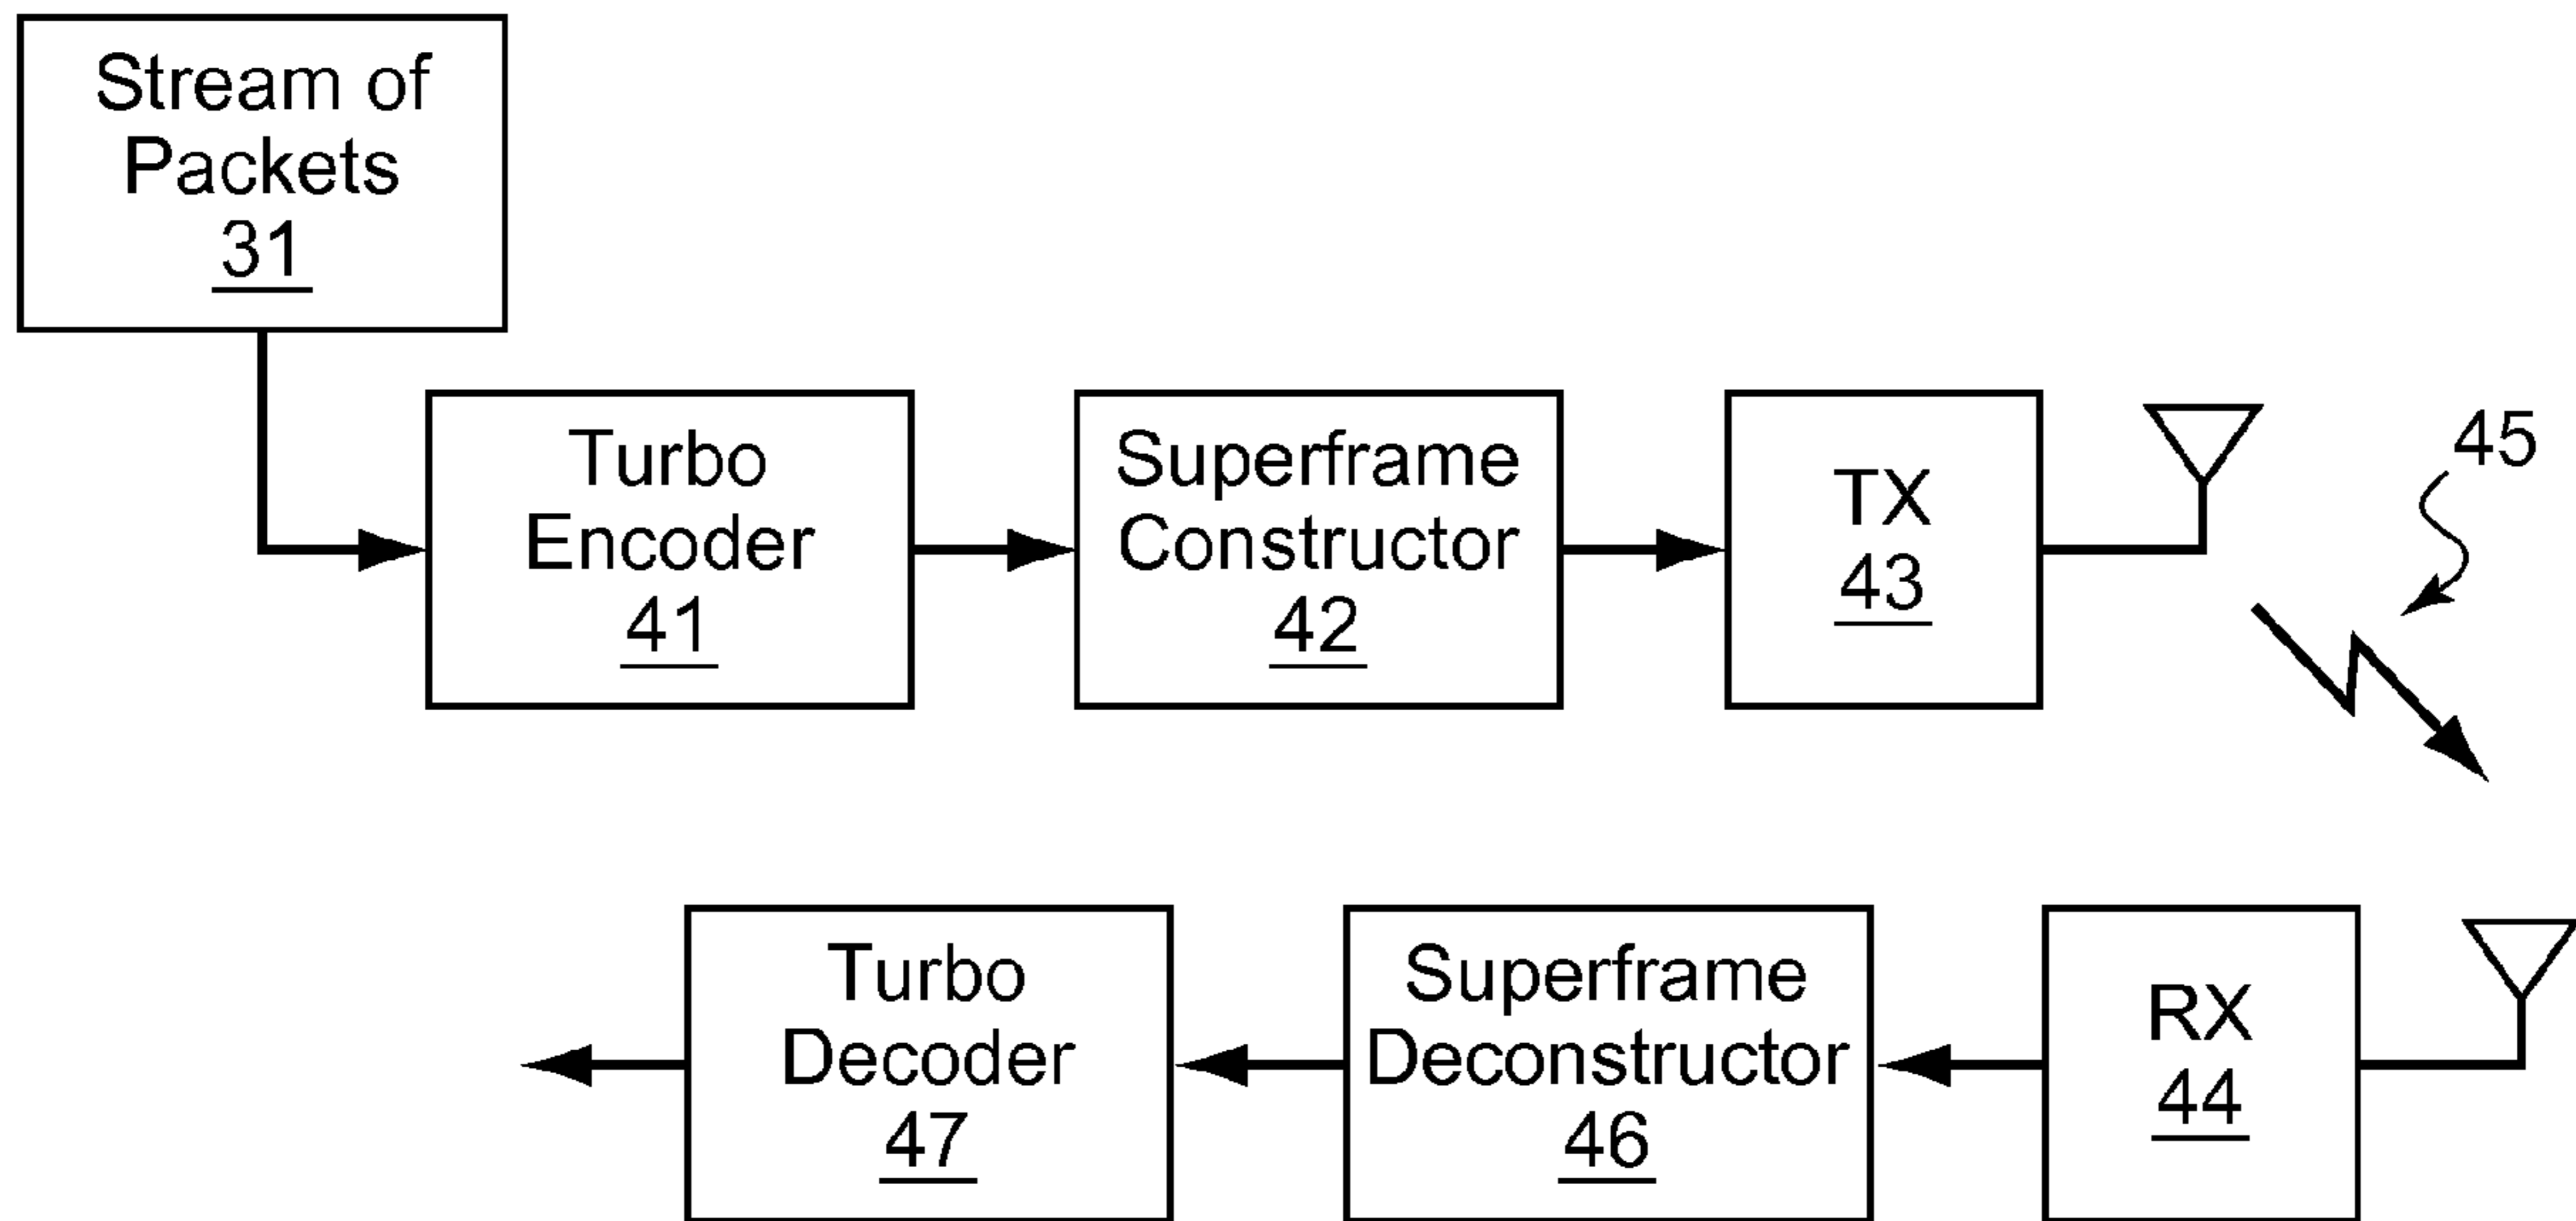 Stream of
Packets
31
Turbo
Encoder
41
Superframe
Constructor
42
TX
43
45
Turbo
Decoder
47
Superframe
Deconstructor
46
RX
44